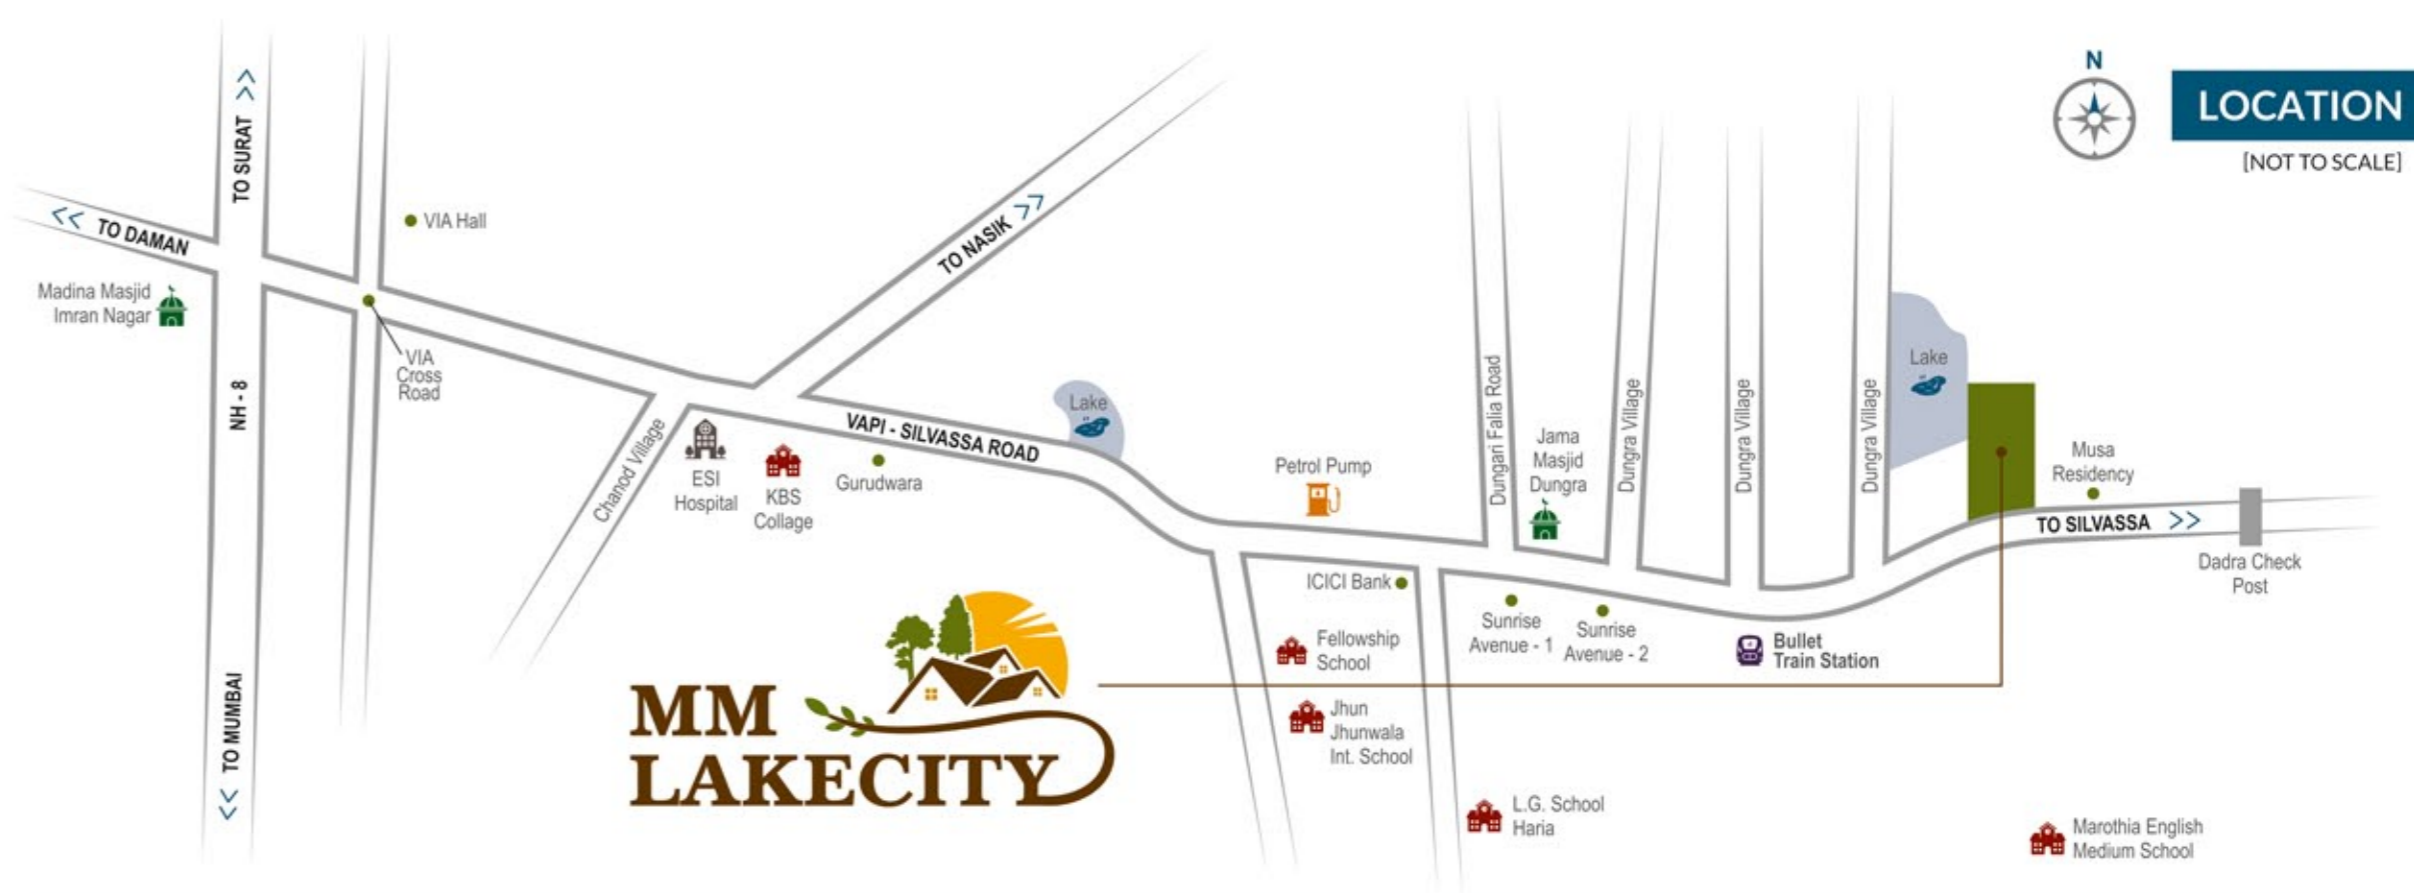 N
LOCATION
[NOT TO SCALE]
TO SURAT
<< TO DAMAN
VIA Hall
TO NASIK
Madina Masjid
Imran Nagar
VIA
Cross
Road
NH - 8
TO MUMBAI
Chanod Village
ESI
Hospital
KBS
Collage
Gurudwara
VAPI - SILVASSA ROAD
Lake
Petrol Pump
Dungari Falia Road
Jama
Masjid
Dungra
Dungra Village
Dungra Village
Dungra Village
Lake
Musa
Residency
TO SILVASSA >>
Dadra Check
Post
ICICI Bank
Sunrise
Avenue - 1
Sunrise
Avenue - 2
Bullet
Train Station
Fellowship
School
Jhun
Jhunwala
Int. School
MM
LAKECITY
L.G. School
Haria
Marothia English
Medium School